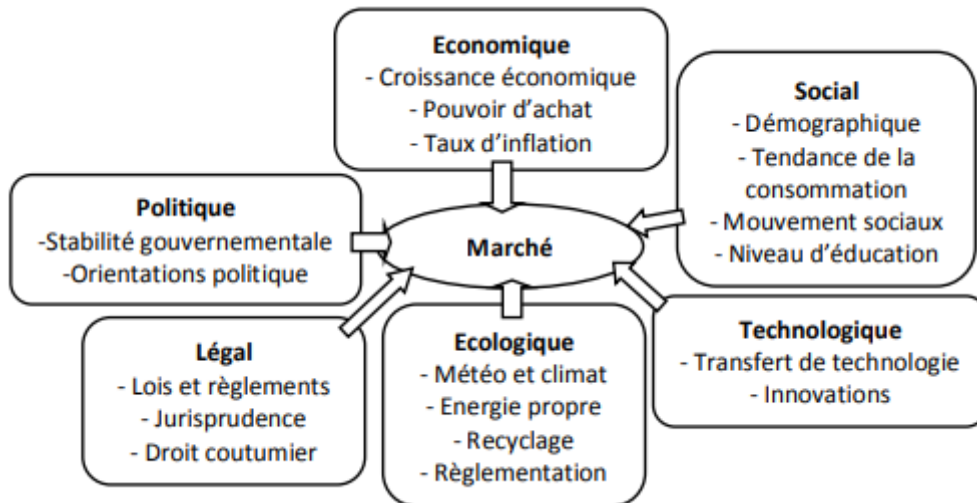 Economique
- Croissance économique
- Pouvoir d'achat
- Taux d'inflation
Social
- Démographique
- Tendance de la
consommation
- Mouvement sociaux
- Niveau d'éducation
Politique
-Stabilité gouvernementale
-Orientations politique
Marché
Légal
- Lois et règlements
- Jurisprudence
- Droit coutumier
Ecologique
- Météo et climat
- Energie propre
- Recyclage
- Règlementation
Technologique
- Transfert de technologie
- Innovations